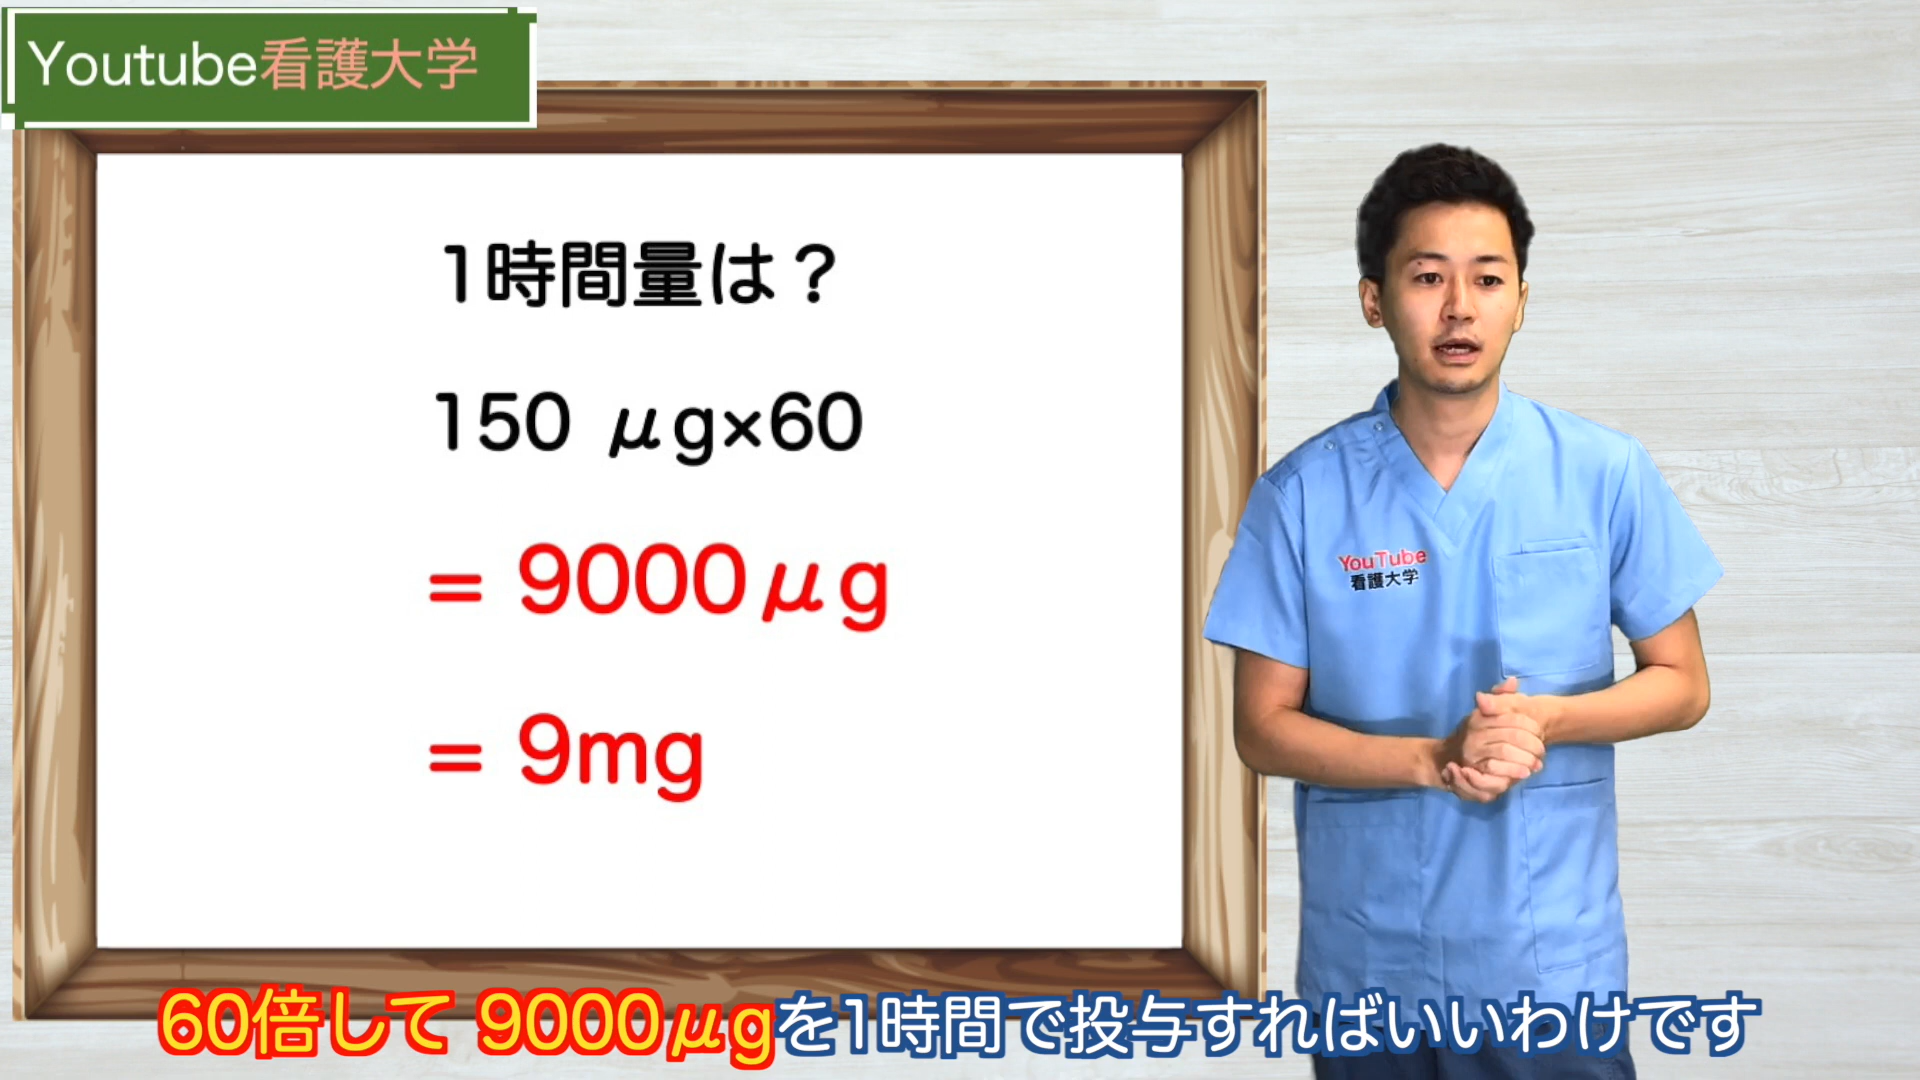 Youtube看護大学
1時間量は？
150 μg×60
= 9000μg
= 9mg
YouTube
看護大学
60倍して 9000μgを1時間で投与すればいいわけです